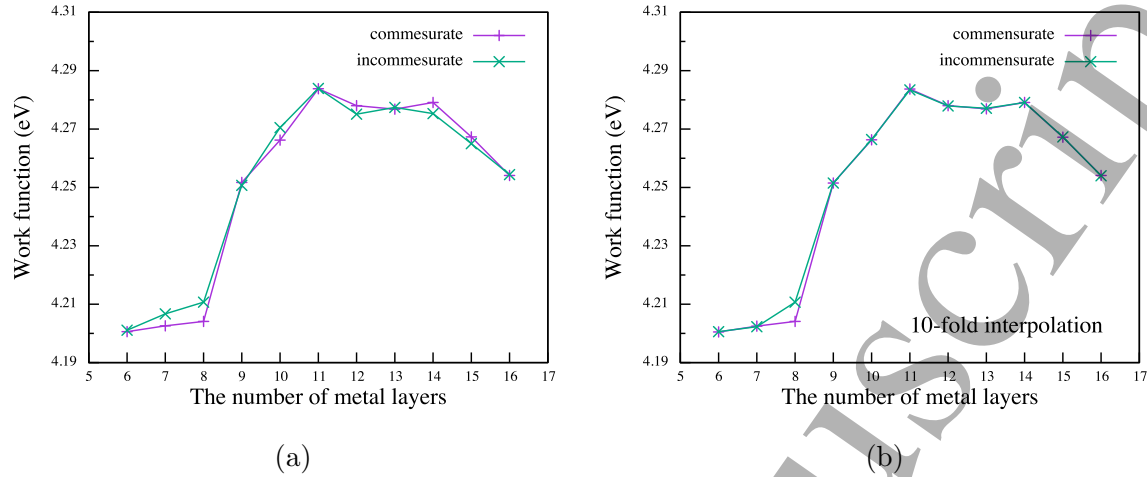 4.31
4.29
4.27
4.25
4.23
4.21
4.19
5 6 7 8 9 10 11 12 13 14 15 16 17
Work function (eV)
The number of metal layers
commesurate
incommesurate
(a)
4.31
4.29
4.27
4.25
4.23
4.21
4.19
5 6 7 8 9 10 11 12 13 14 15 16 17
Work function (eV)
The number of metal layers
commensurate
incommensurate
10-fold interpolation
(b)
uscrip